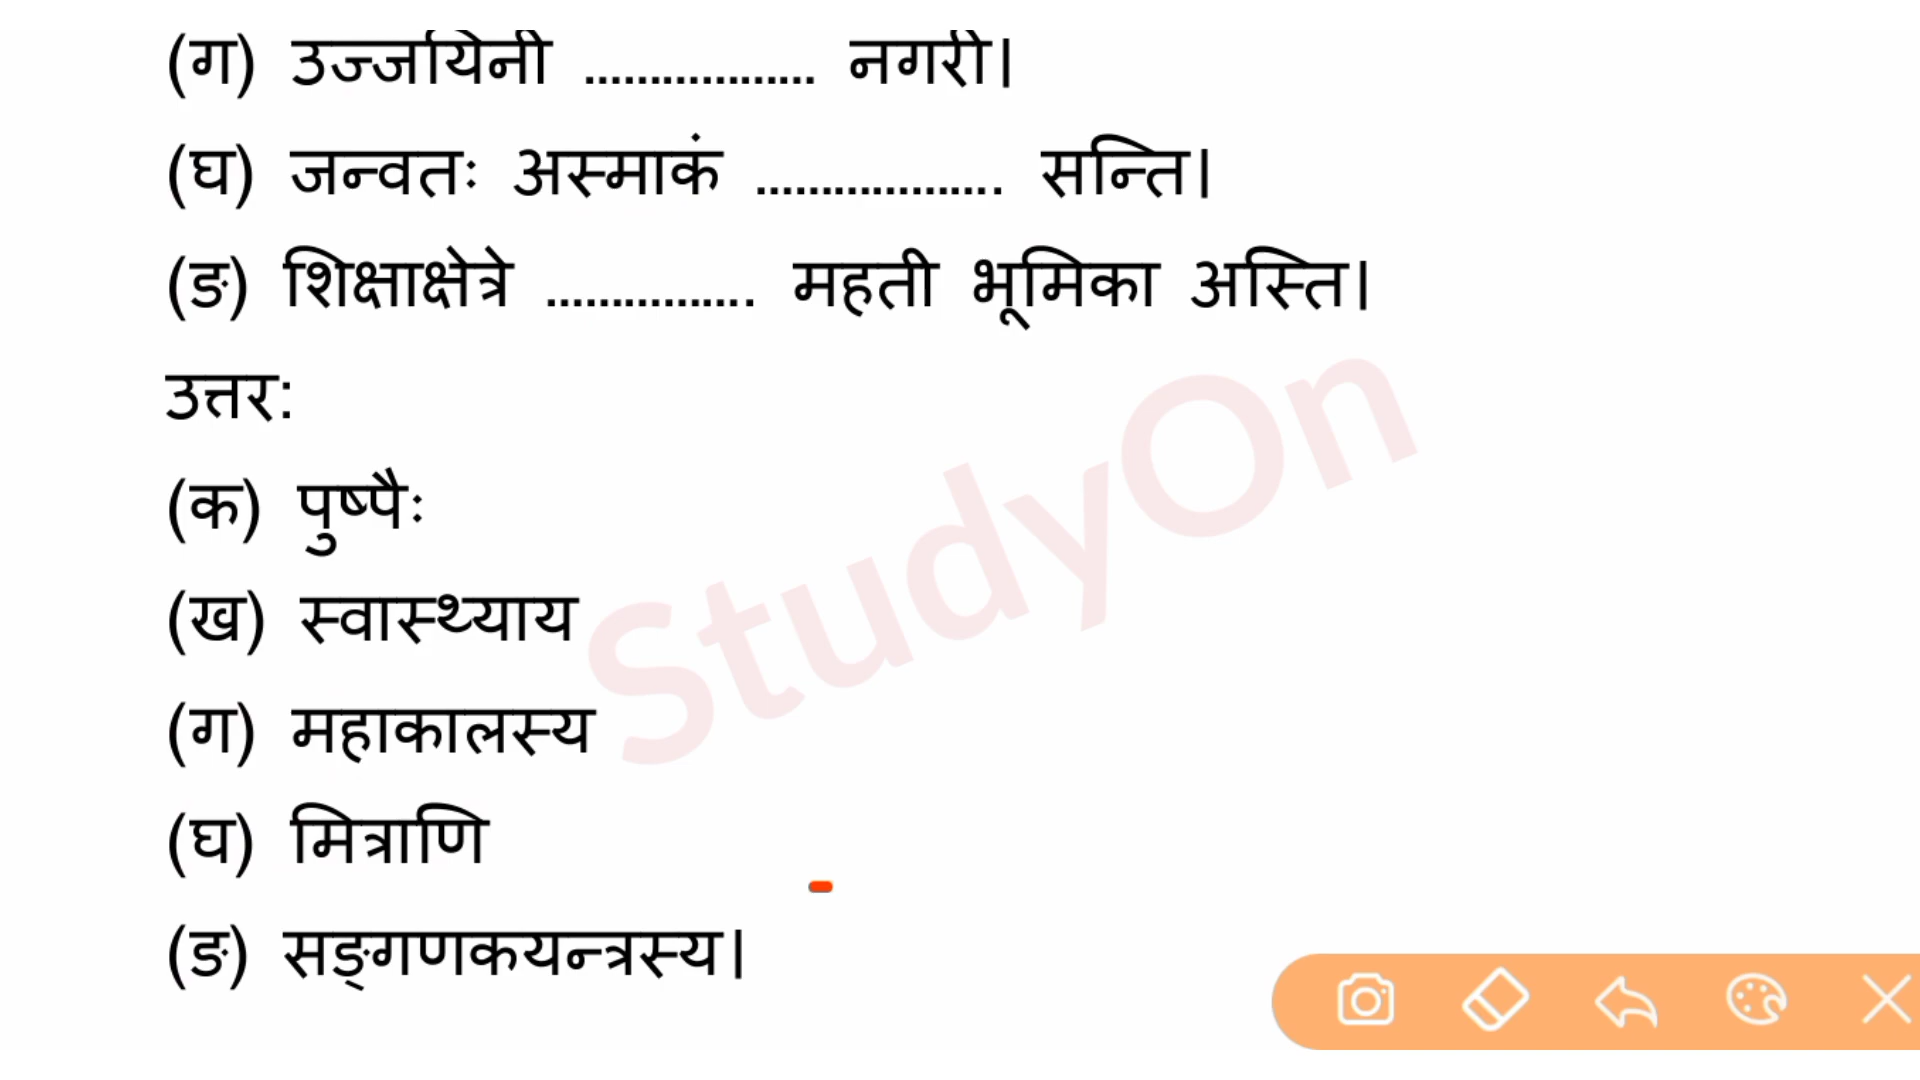 (ग) उज्जयिनी .................. नगरी।
(घ) जन्वतः अस्माकं ................... सन्ति।
(ङ) शिक्षाक्षेत्रे ................ महती भूमिका अस्ति।
उत्तर:
(क) पुष्पैः
(ख) स्वास्थ्याय
(ग) महाकालस्य
(घ) मित्राणि
(ङ) सङ्गणकयन्त्रस्य।
StudyOn